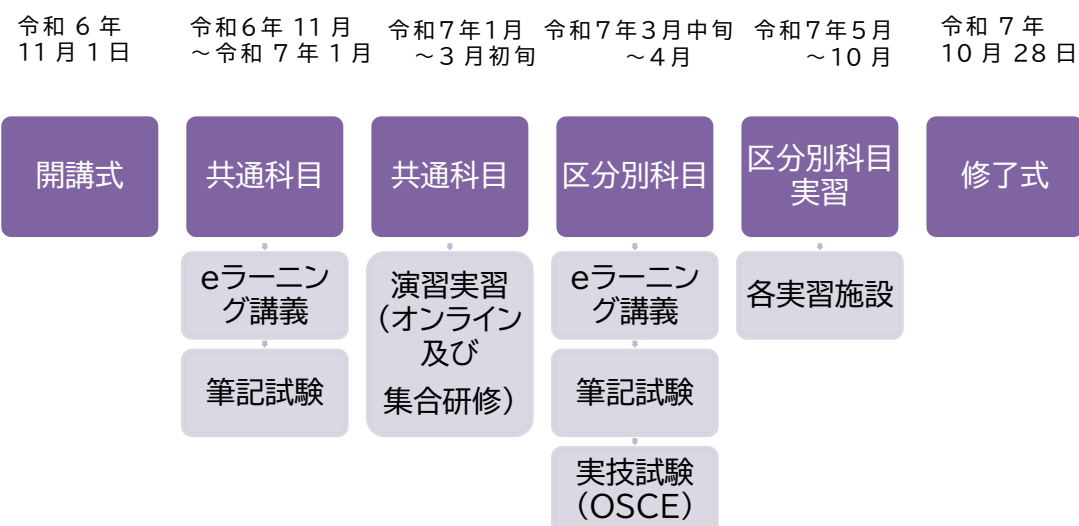 令和 6 年
11 月 1 日
令和6年 11 月
～令和 7 年 1 月
令和7年1月
～3 月初旬
令和7年3月中旬
～4月
令和7年5月
～10 月
令和 7 年
10 月 28 日
開講式
共通科目
共通科目
区分別科目
区分別科目
実習
修了式
eラーニン
グ講義
筆記試験
演習実習
（オンライン
及び
集合研修）
eラーニン
グ講義
筆記試験
実技試験
（OSCE）
各実習施設